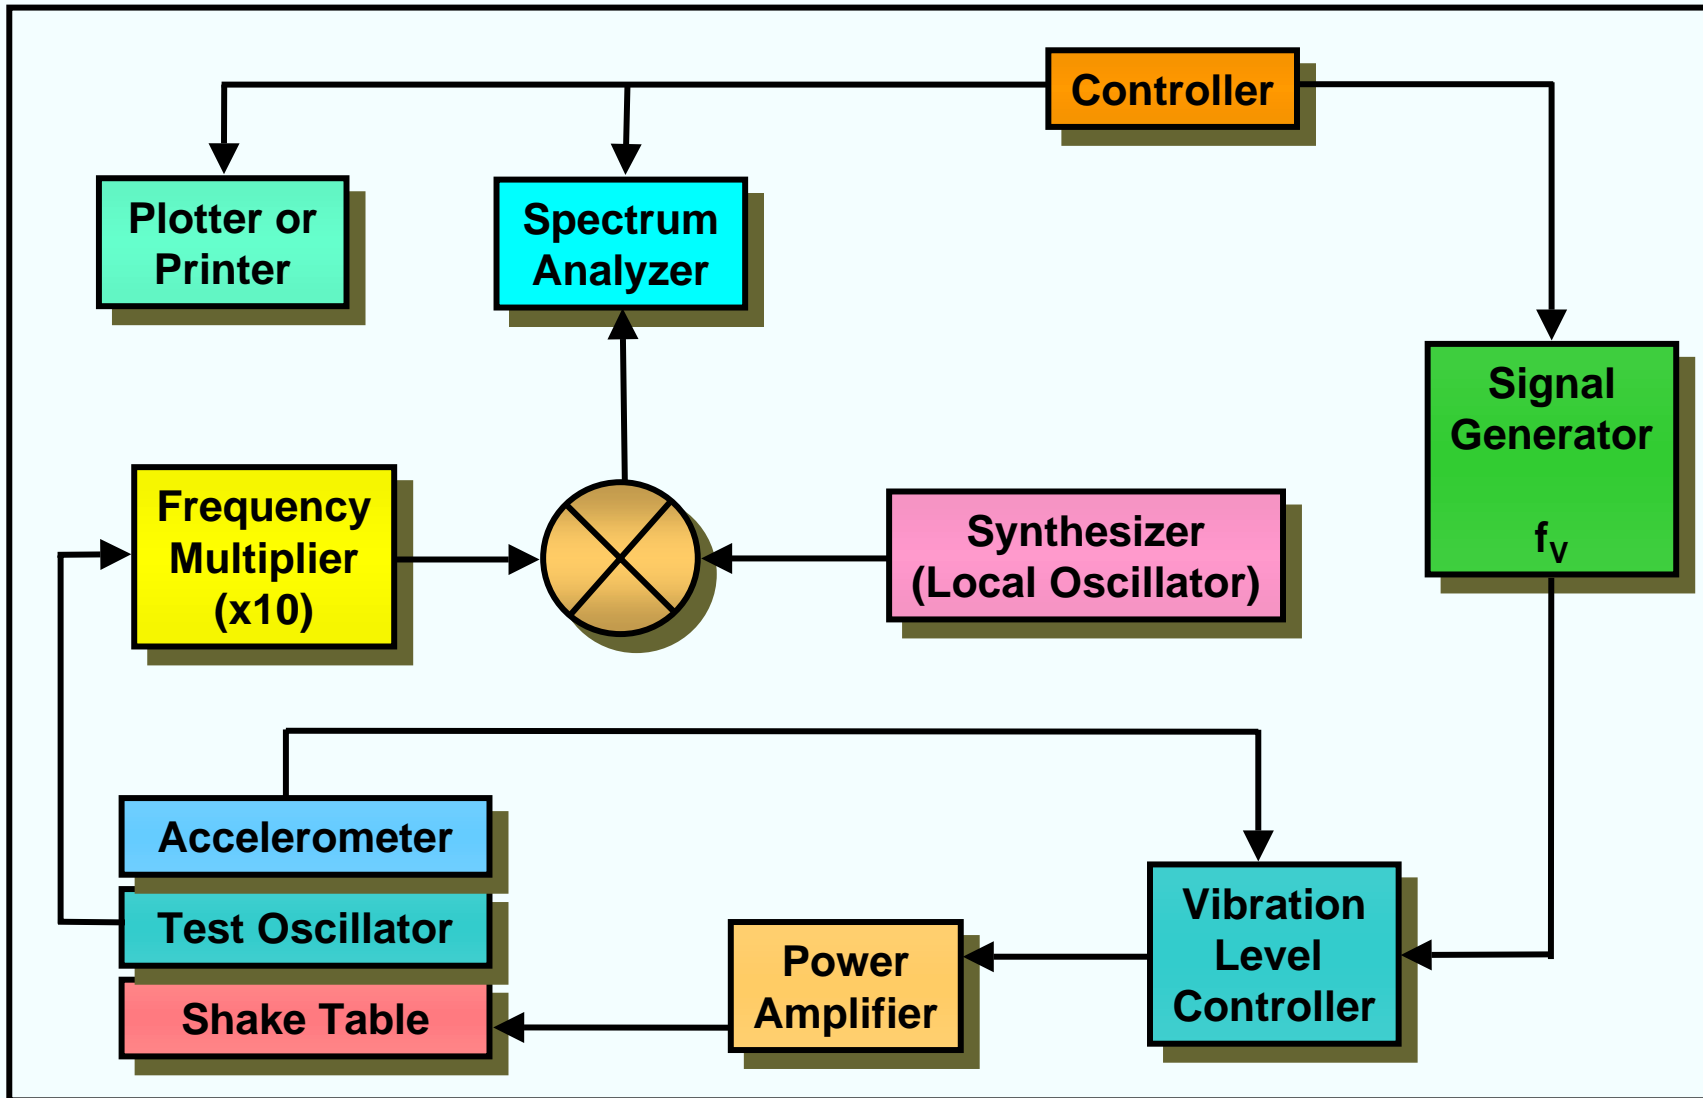 Controller
Plotter or
Printer
Spectrum
Analyzer
Signal
Generator
fV
Frequency
Multiplier
(x10)
Synthesizer
(Local Oscillator)
Accelerometer
Test Oscillator
Shake Table
Power
Amplifier
Vibration
Level
Controller